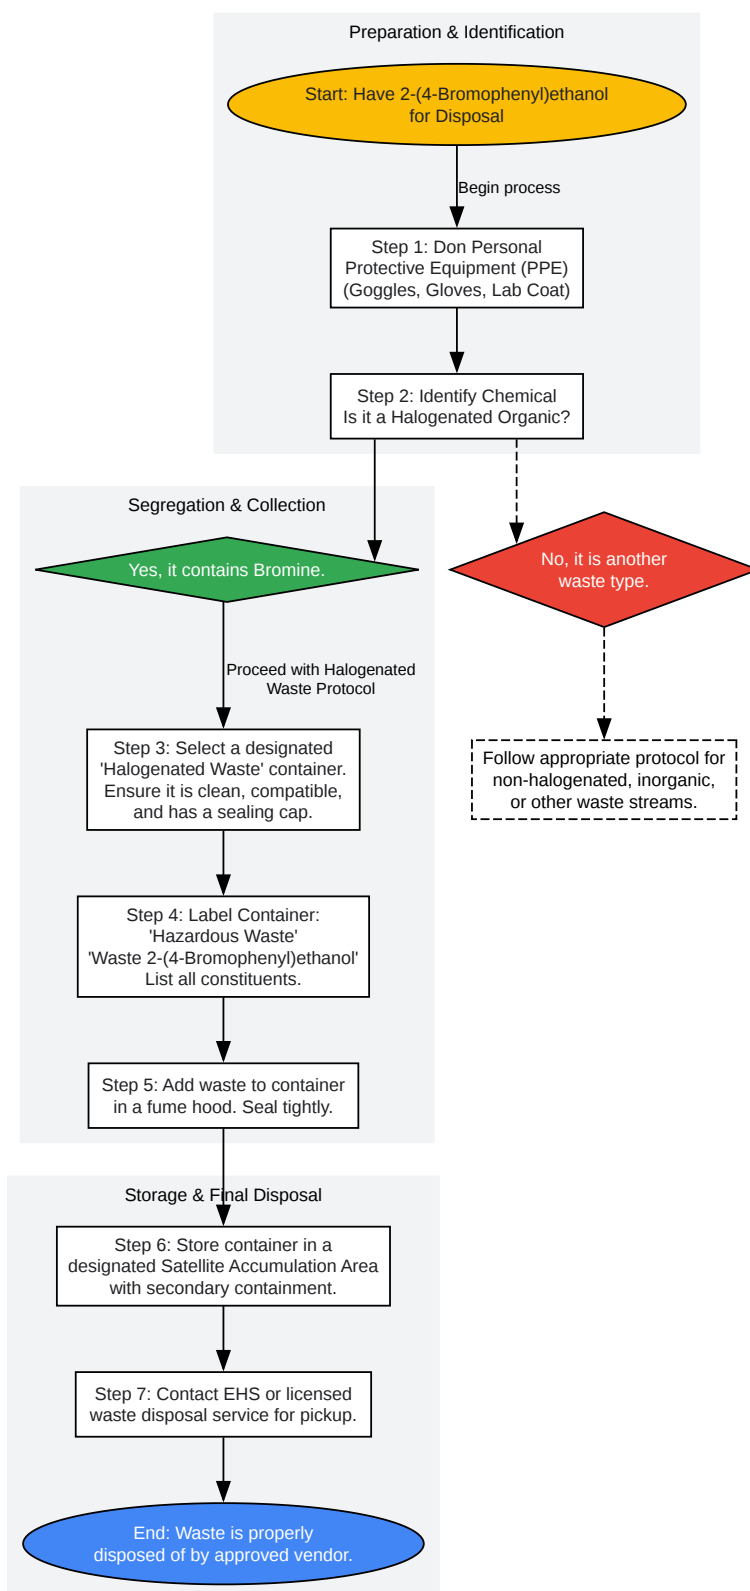 Preparation & Identification
Start: Have 2-(4-Bromophenyl)ethanol
for Disposal
Begin process
Step 1: Don Personal
Protective Equipment (PPE)
(Goggles, Gloves, Lab Coat)
Step 2: Identify Chemical
Is it a Halogenated Organic?
Segregation & Collection
Yes, it contains Bromine.
No, it is another
waste type.
Proceed with Halogenated
Waste Protocol
Step 3: Select a designated
'Halogenated Waste' container.
Ensure it is clean, compatible,
and has a sealing cap.
Follow appropriate protocol for
non-halogenated, inorganic,
or other waste streams.
Step 4: Label Container:
'Hazardous Waste'
'Waste 2-(4-Bromophenyl)ethanol'
List all constituents.
Step 5: Add waste to container
in a fume hood. Seal tightly.
Storage & Final Disposal
Step 6: Store container in a
designated Satellite Accumulation Area
with secondary containment.
Step 7: Contact EHS or licensed
waste disposal service for pickup.
End: Waste is properly
disposed of by approved vendor.